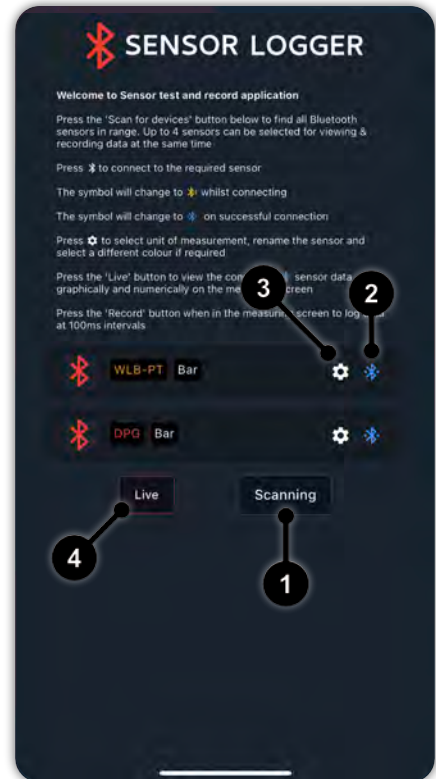 SENSOR LOGGER
Welcome to Sensor test and record application
Press the 'Scan for devices' button below to find all Bluetooth
sensors in range. Up to 4 sensors can be selected for viewing &
recording data at the same time
Press to connect to the required sensor
The symbol will change to whilst connecting
The symbol will change to on successful connection
Press to select unit of measurement, rename the sensor and
select a different colour if required
Press the 'Live' button to view the sensor data
graphically and numerically on the
Press the 'Record' button when in the measuring screen to log
at 100ms intervals
3
2
WLB-PT Bar
DPG Bar
Live
Scanning
4
1